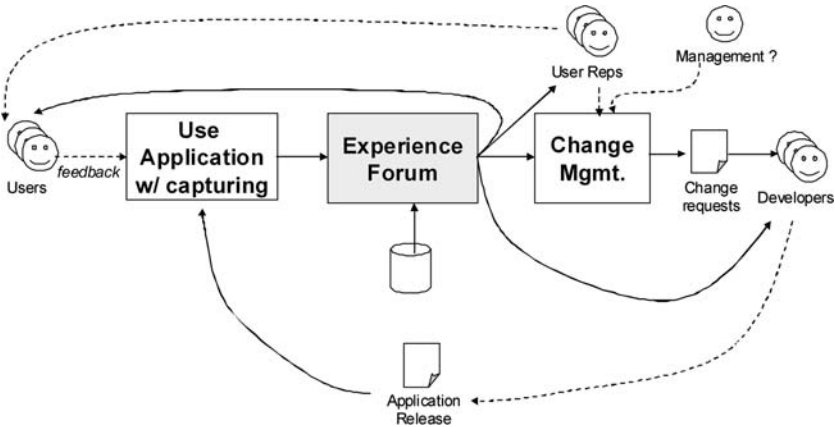 User Reps
Management ?
Users
feedback
Use
Application
w/ capturing
Experience
Forum
Change
Mgmt.
Change
requests
Developers
Application
Release